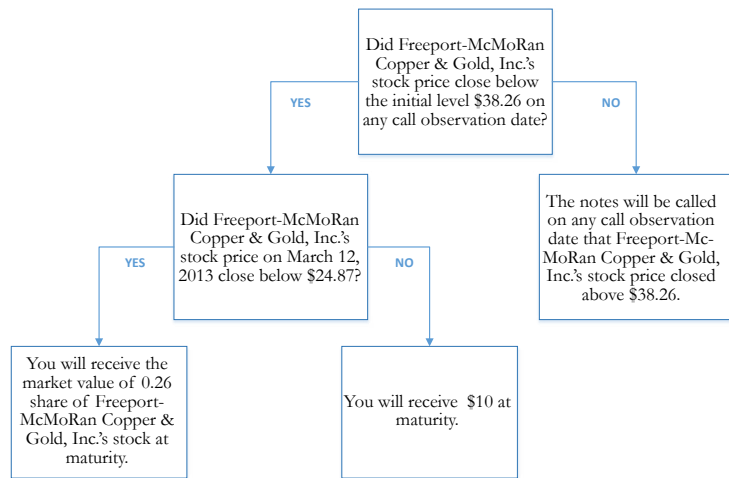 Did Freeport-McMoRan
Copper & Gold, Inc.'s
stock price close below
the initial level $38.26 on
any call observation date?
YES
NO
Did Freeport-McMoRan
Copper & Gold, Inc.'s
stock price on March 12,
2013 close below $24.87?
The notes will be called
on any call observation
date that Freeport-Mc-
MoRan Copper & Gold,
Inc.'s stock price closed
above $38.26.
YES
NO
You will receive the
market value of 0.26
share of Freeport-
McMoRan Copper &
Gold, Inc.'s stock at
maturity.
You will receive $10 at
maturity.